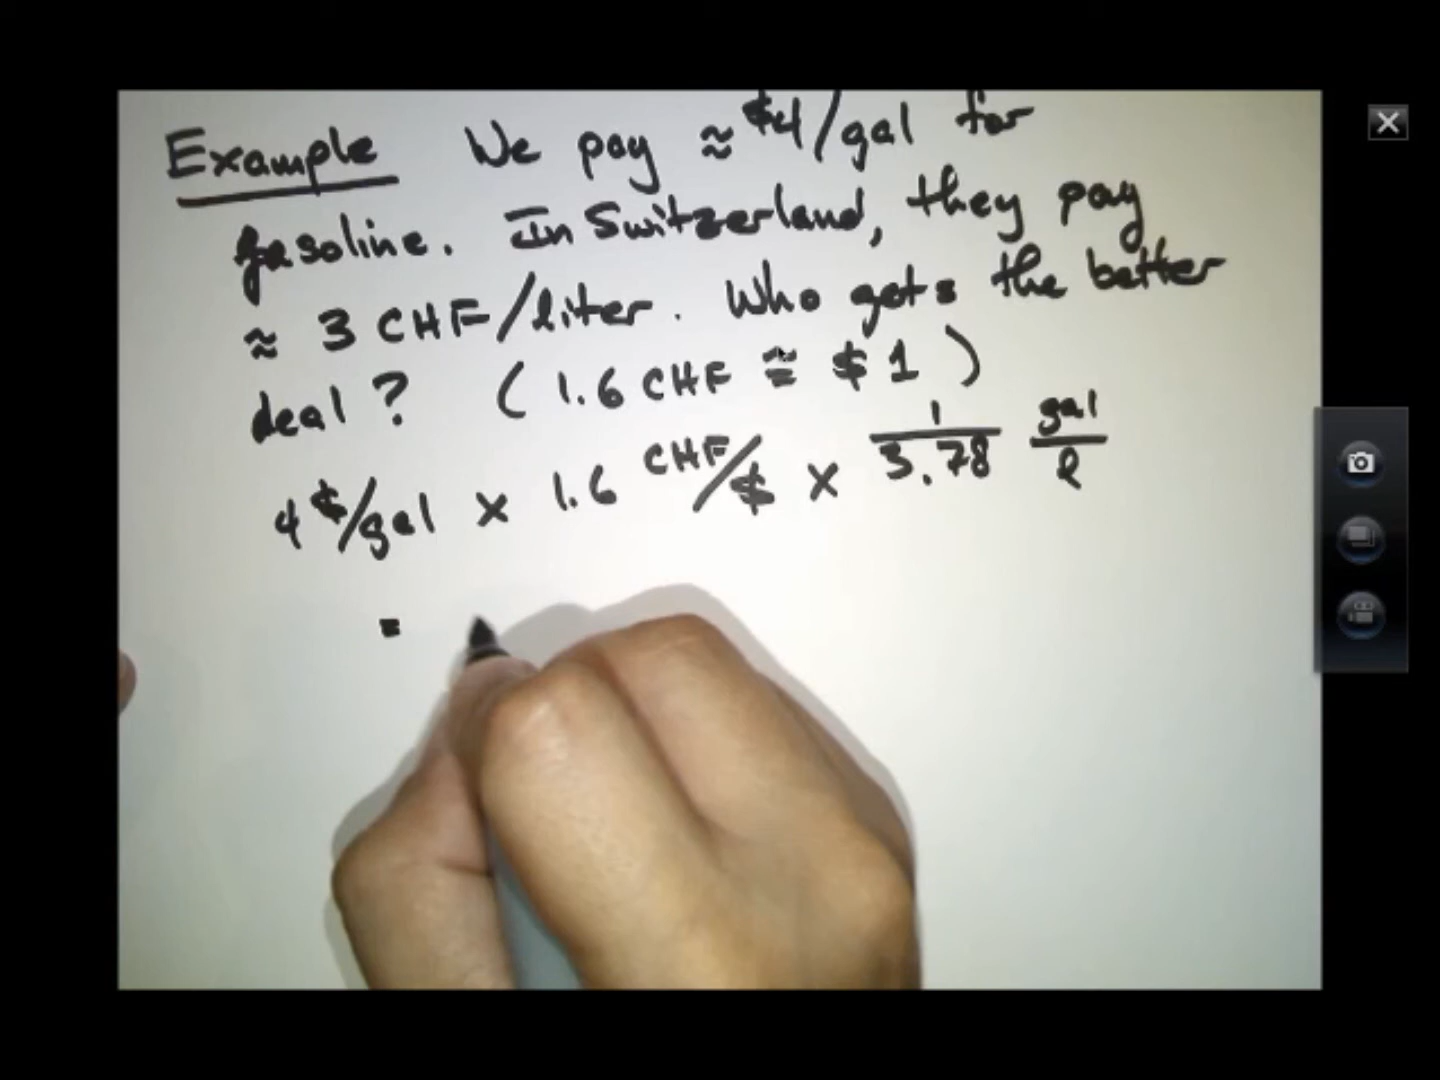 Example We pay ≈ $4/gal for
gasoline. In Switzerland, they pay
≈ 3 CHF/liter. Who gets the better
deal? (1.6 CHF ≅ $1)
4 $/gal x 1.6 CHF/$ x 1/3.78 gal/l
=